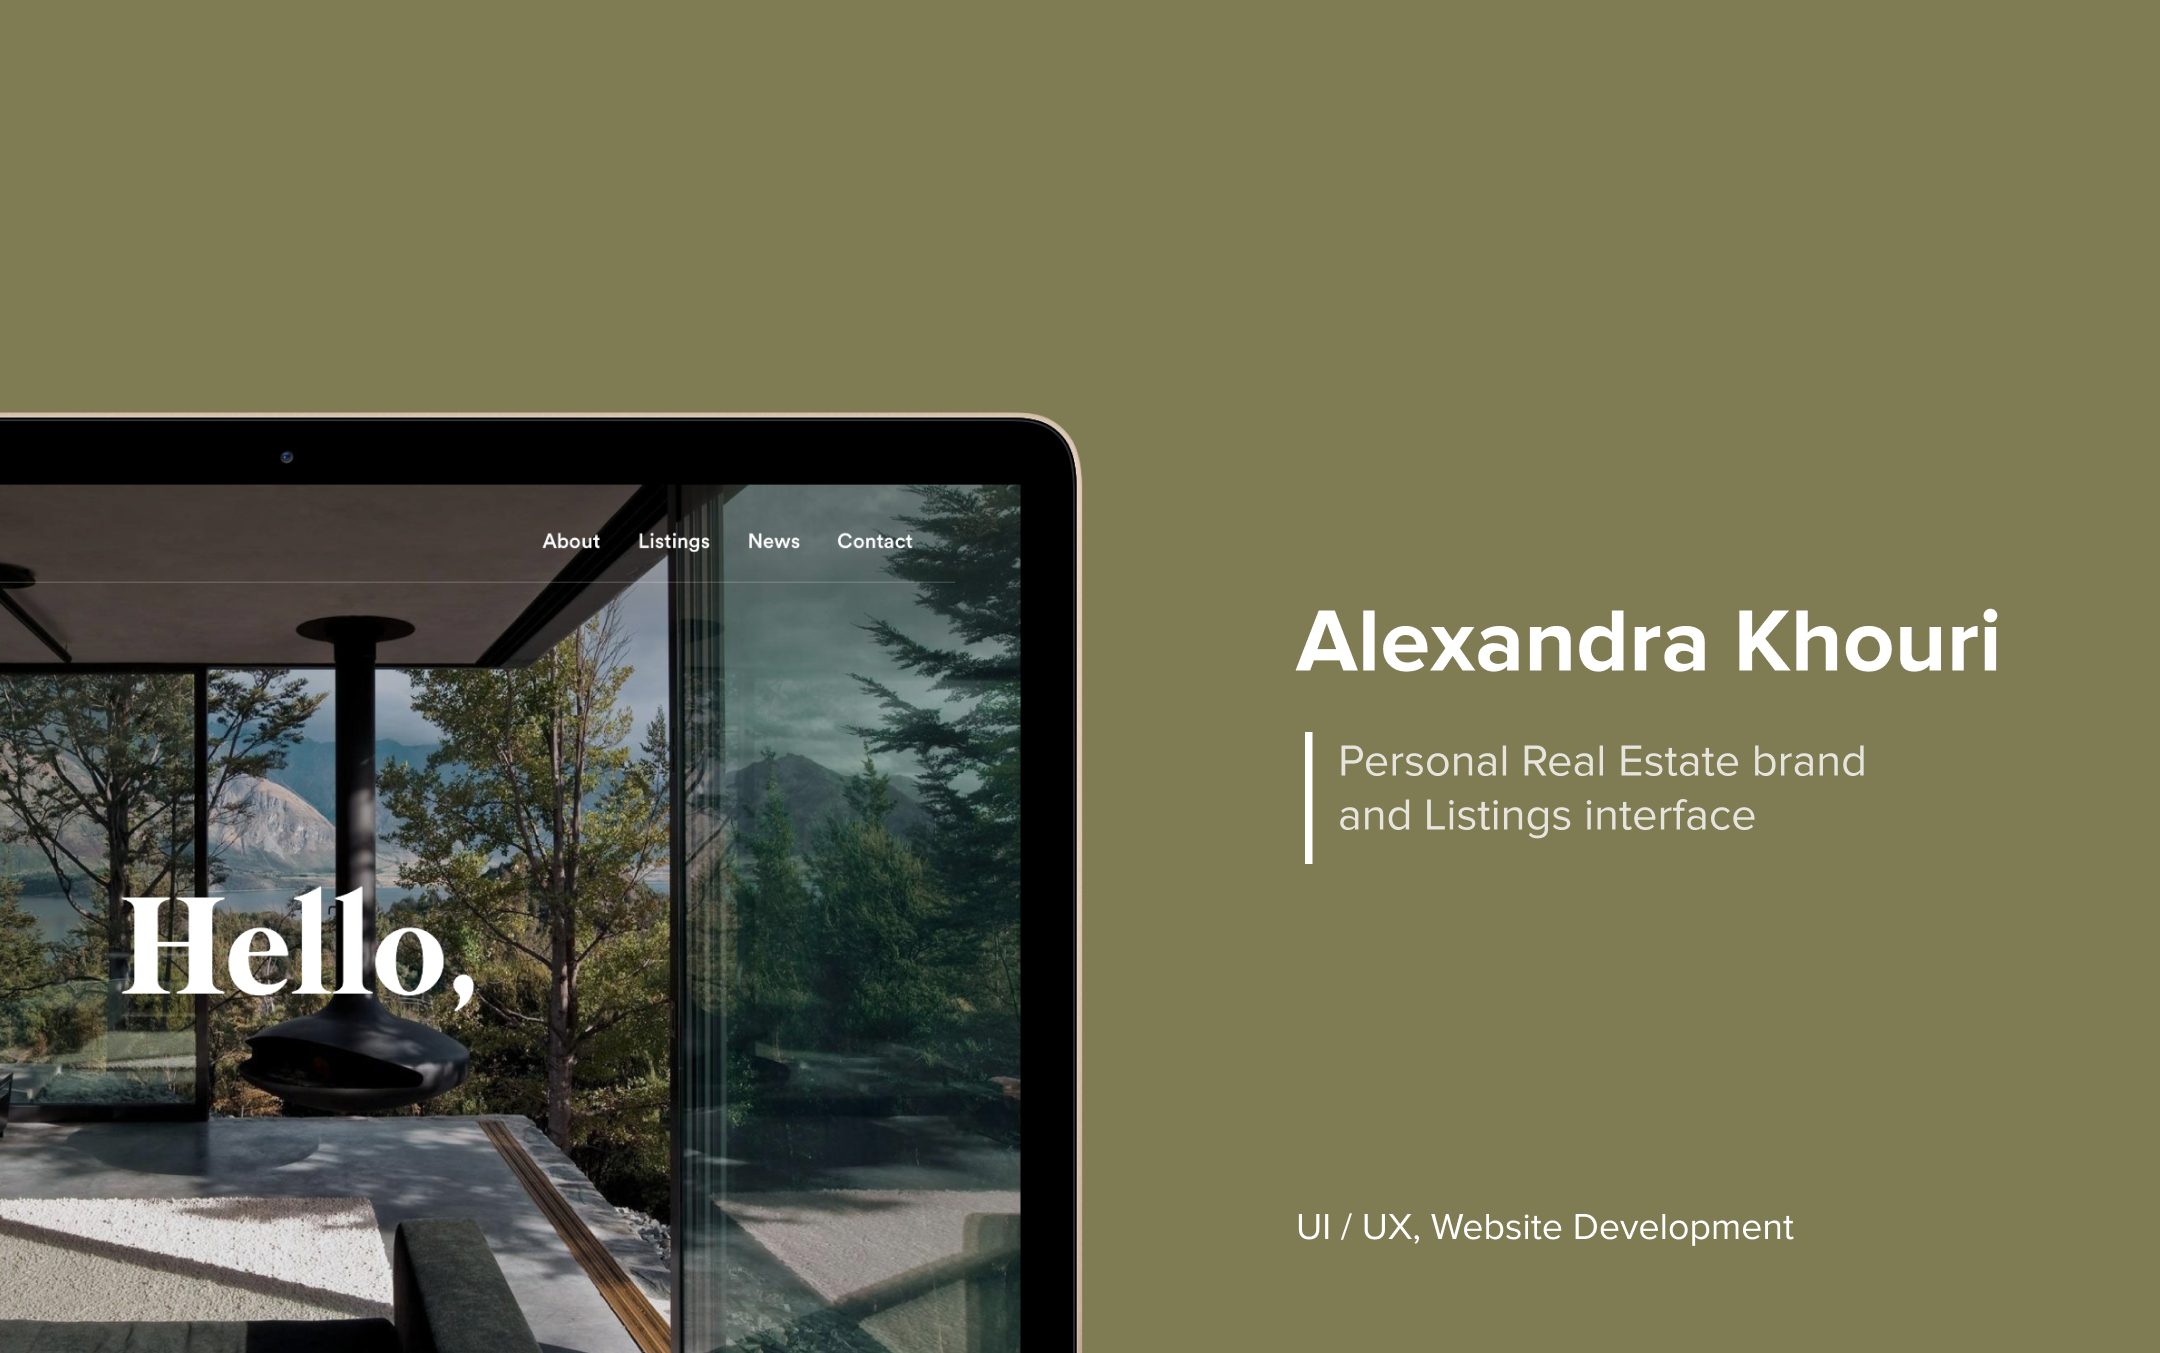 About Listings News Contact
Hello,
Alexandra Khouri
Personal Real Estate brand
and Listings interface
UI / UX, Website Development